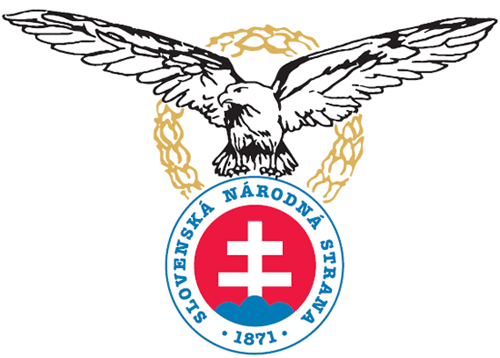 SLOVENSKÁ NÁRODNÁ STRANA
· 1871 ·